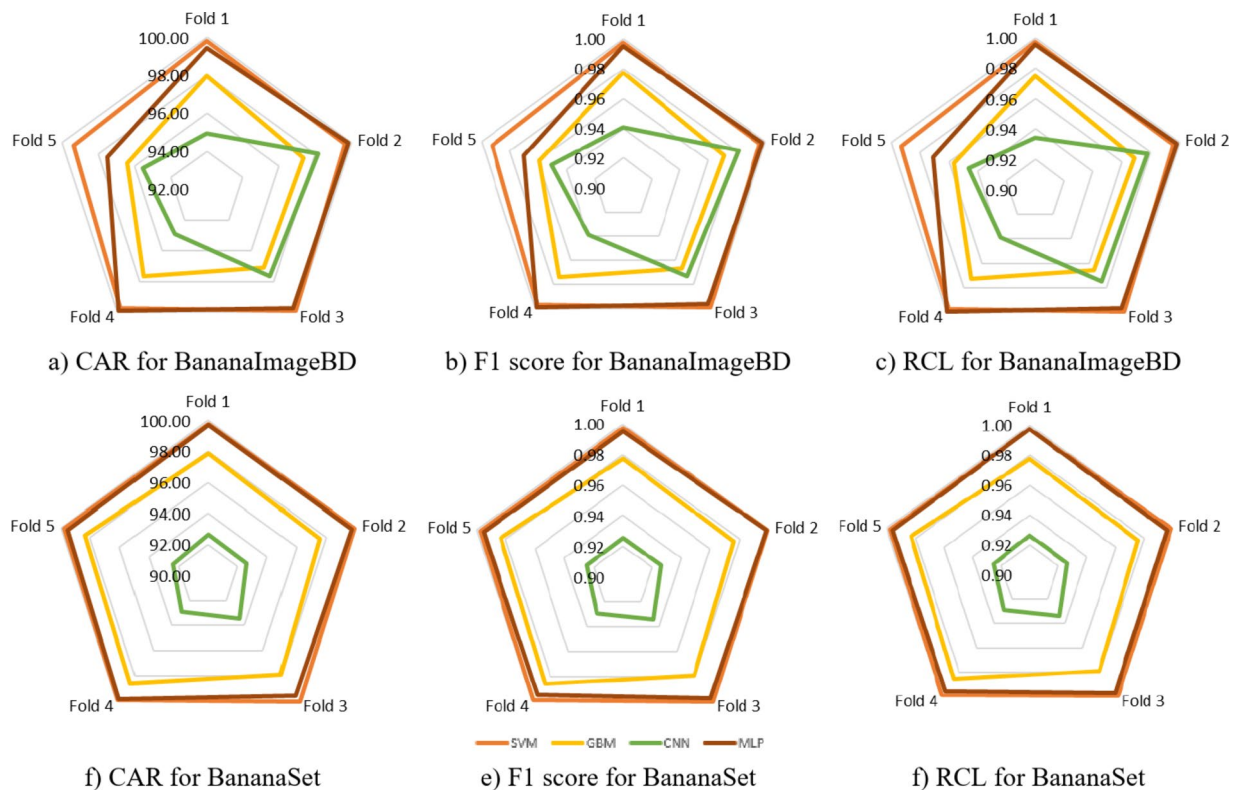 Fold 1 Fold 1 Fold 1
100.00 1.00 1.00
98.00 0.98 0.98
96.00 0.96 0.96
94.00 0.94 0.94
Fold 5 Fold 2 Fold 5 Fold 2 Fold 5 Fold 2
0.92 0.92
92.00 0.90 0.90
Fold 4 Fold 3 Fold 4 Fold 3 Fold 4 Fold 3
a) CAR for BananaImageBD b) F1 score for BananaImageBD c) RCL for BananaImageBD
Fold 1 Fold 1 Fold 1
100.00 1.00 1.00
98.00 0.98 0.98
96.00 0.96 0.96
94.00 0.94 0.94
Fold 5 Fold 2 Fold 5 Fold 2 Fold 5 Fold 2
92.00 0.92 0.92
90.00 0.90 0.90
Fold 4 Fold 3 Fold 4 Fold 3 Fold 4 Fold 3
SVM GBM CNN MLP
f) CAR for BananaSet e) F1 score for BananaSet f) RCL for BananaSet